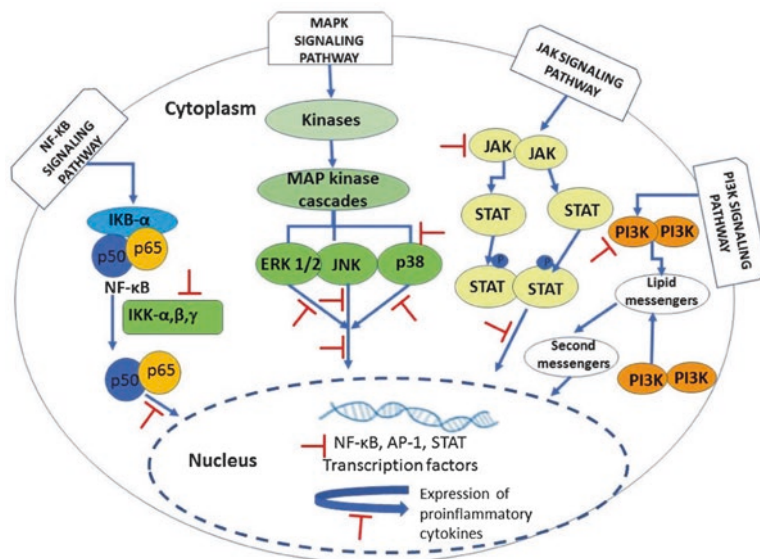 MAPK
SIGNALING
PATHWAY
JAK SIGNALING
PATHWAY
NF-KB
SIGNALING
PATHWAY
PI3K SIGNALING
PATHWAY
Cytoplasm
Kinases
MAP kinase
cascades
ERK 1/2
JNK
p38
IKB-α
p50
p65
NF-κB
IKK-α,β,γ
p50
p65
JAK
JAK
STAT
STAT
P
P
STAT
STAT
PI3K
PI3K
Lipid
messengers
Second
messengers
PI3K
PI3K
Nucleus
NF-κB, AP-1, STAT
Transcription factors
Expression of
proinflammatory
cytokines